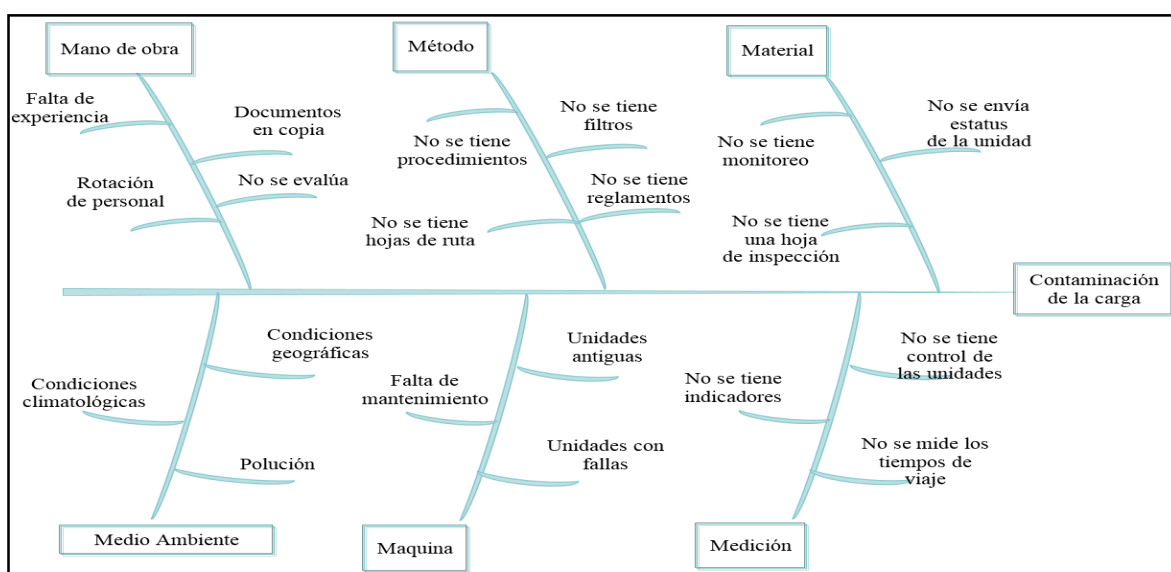 Mano de obra
Método
Material
Falta de
experiencia
Documentos
en copia
Rotación
de personal
No se evalúa
No se tiene
procedimientos
No se tiene
filtros
No se tiene
hojas de ruta
No se tiene
reglamentos
No se tiene
monitoreo
No se envía
estatus
de la unidad
No se tiene
una hoja
de inspección
Contaminación
de la carga
Condiciones
geográficas
Condiciones
climatológicas
Polución
Unidades
antiguas
Falta de
mantenimiento
Unidades con
fallas
No se tiene
control de
las unidades
No se tiene
indicadores
No se mide los
tiempos de
viaje
Medio Ambiente
Maquina
Medición